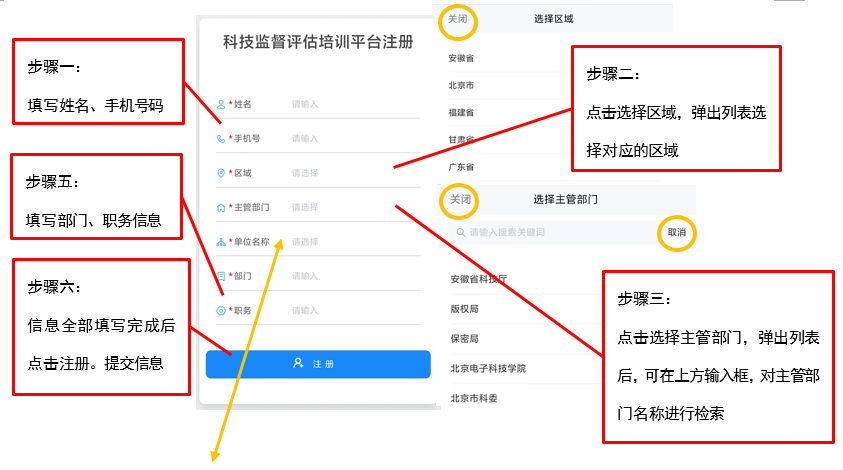 科技监督评估培训平台注册
*姓名 请输入
*手机号 请输入
*区域 请选择
*主管部门 请选择
*单位名称 请选择
*部门 请输入
*职务 请输入
注 册
步骤一：
填写姓名、手机号码
步骤五：
填写部门、职务信息
步骤六：
信息全部填写完成后
点击注册。提交信息
关闭 选择区域
安徽省
北京市
福建省
甘肃省
广东省
步骤二：
点击选择区域，弹出列表选
择对应的区域
关闭 选择主管部门
请输入搜索关键词 取消
安徽省科技厅
版权局
保密局
北京电子科技学院
北京市科委
步骤三：
点击选择主管部门，弹出列表
后，可在上方输入框，对主管部
门名称进行检索